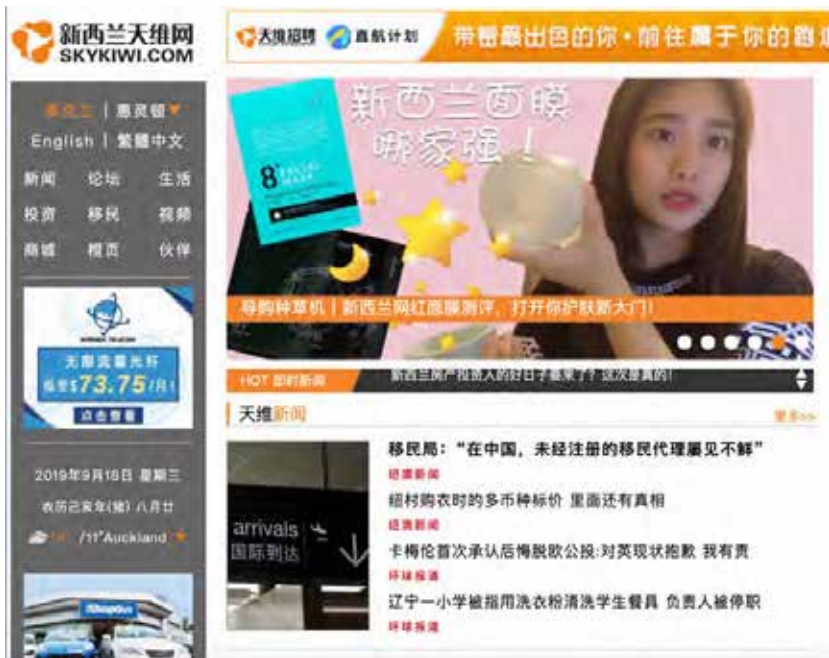 新西兰天维网
SKYKIWI.COM
天维招聘 直航计划 带着最出色的你·前往属于你的跑道
奥克兰 | 惠灵顿
English | 繁體中文
新闻 论坛 生活
投资 移民 视频
商城 橙页 伙伴
新西兰面膜
哪家强!
8+
FACIAL
MASK
导购种草机 | 新西兰网红面膜测评,打开你护肤新大门!
无限流量光纤
$73.75/月!
点击查看
HOT 即时新闻 新西兰房产投资人的好日子要来了?这次是真的!
天维新闻 更多>>
2019年9月18日 星期三
农历己亥年(猪)八月廿
/11°Auckland
arrivals
国际到达
移民局:“在中国,未经注册的移民代理屡见不鲜”
纽澳新闻
纽村购衣时的多币种标价 里面还有真相
纽澳新闻
卡梅伦首次承认后悔脱欧公投:对英现状抱歉 我有责
环球报道
辽宁一小学被指用洗衣粉清洗学生餐具 负责人被停职
环球报道